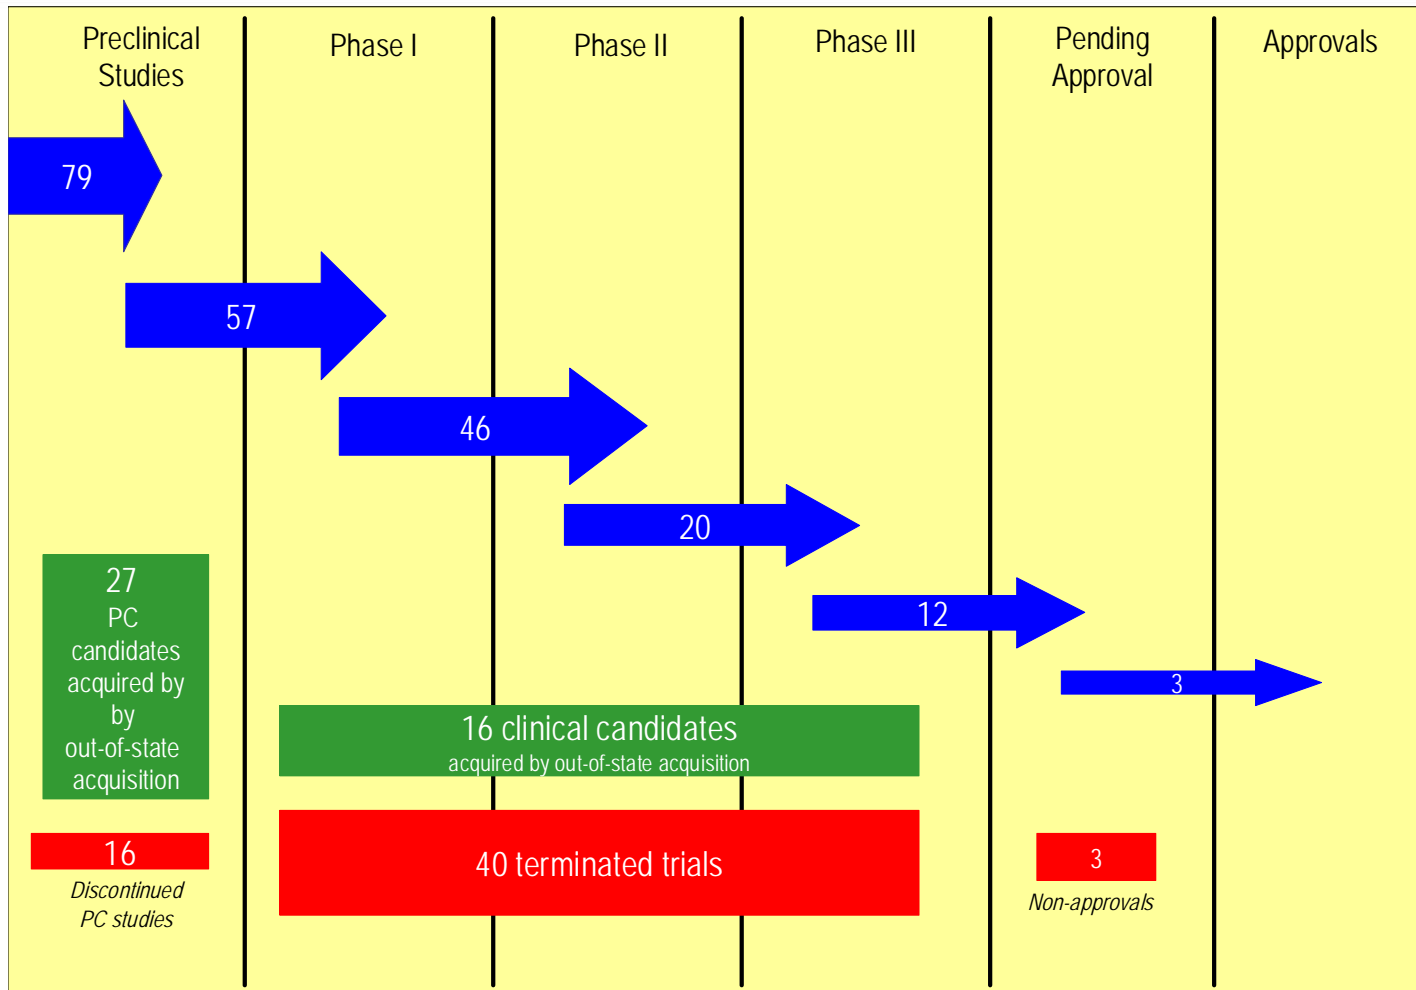 Preclinical
Studies
Phase I
Phase II
Phase III
Pending
Approval
Approvals
79
57
46
20
12
3
27
PC
candidates
acquired by
by
out-of-state
acquisition
16 clinical candidates
acquired by out-of-state acquisition
16
Discontinued
PC studies
40 terminated trials
3
Non-approvals